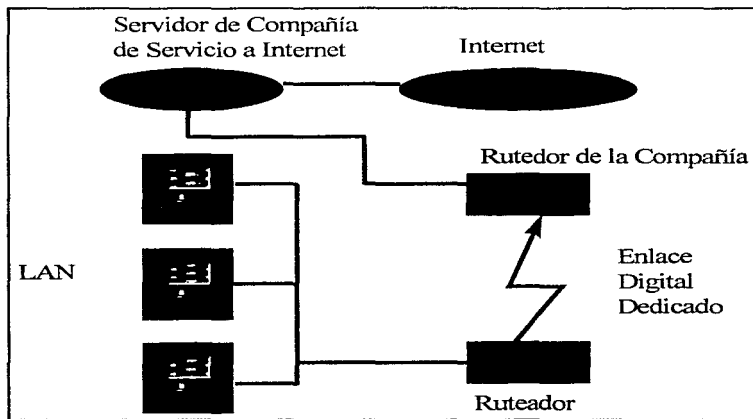 Servidor de Compañía
de Servicio a Internet
Internet
Rutedor de la Compañía
LAN
Enlace
Digital
Dedicado
Ruteador